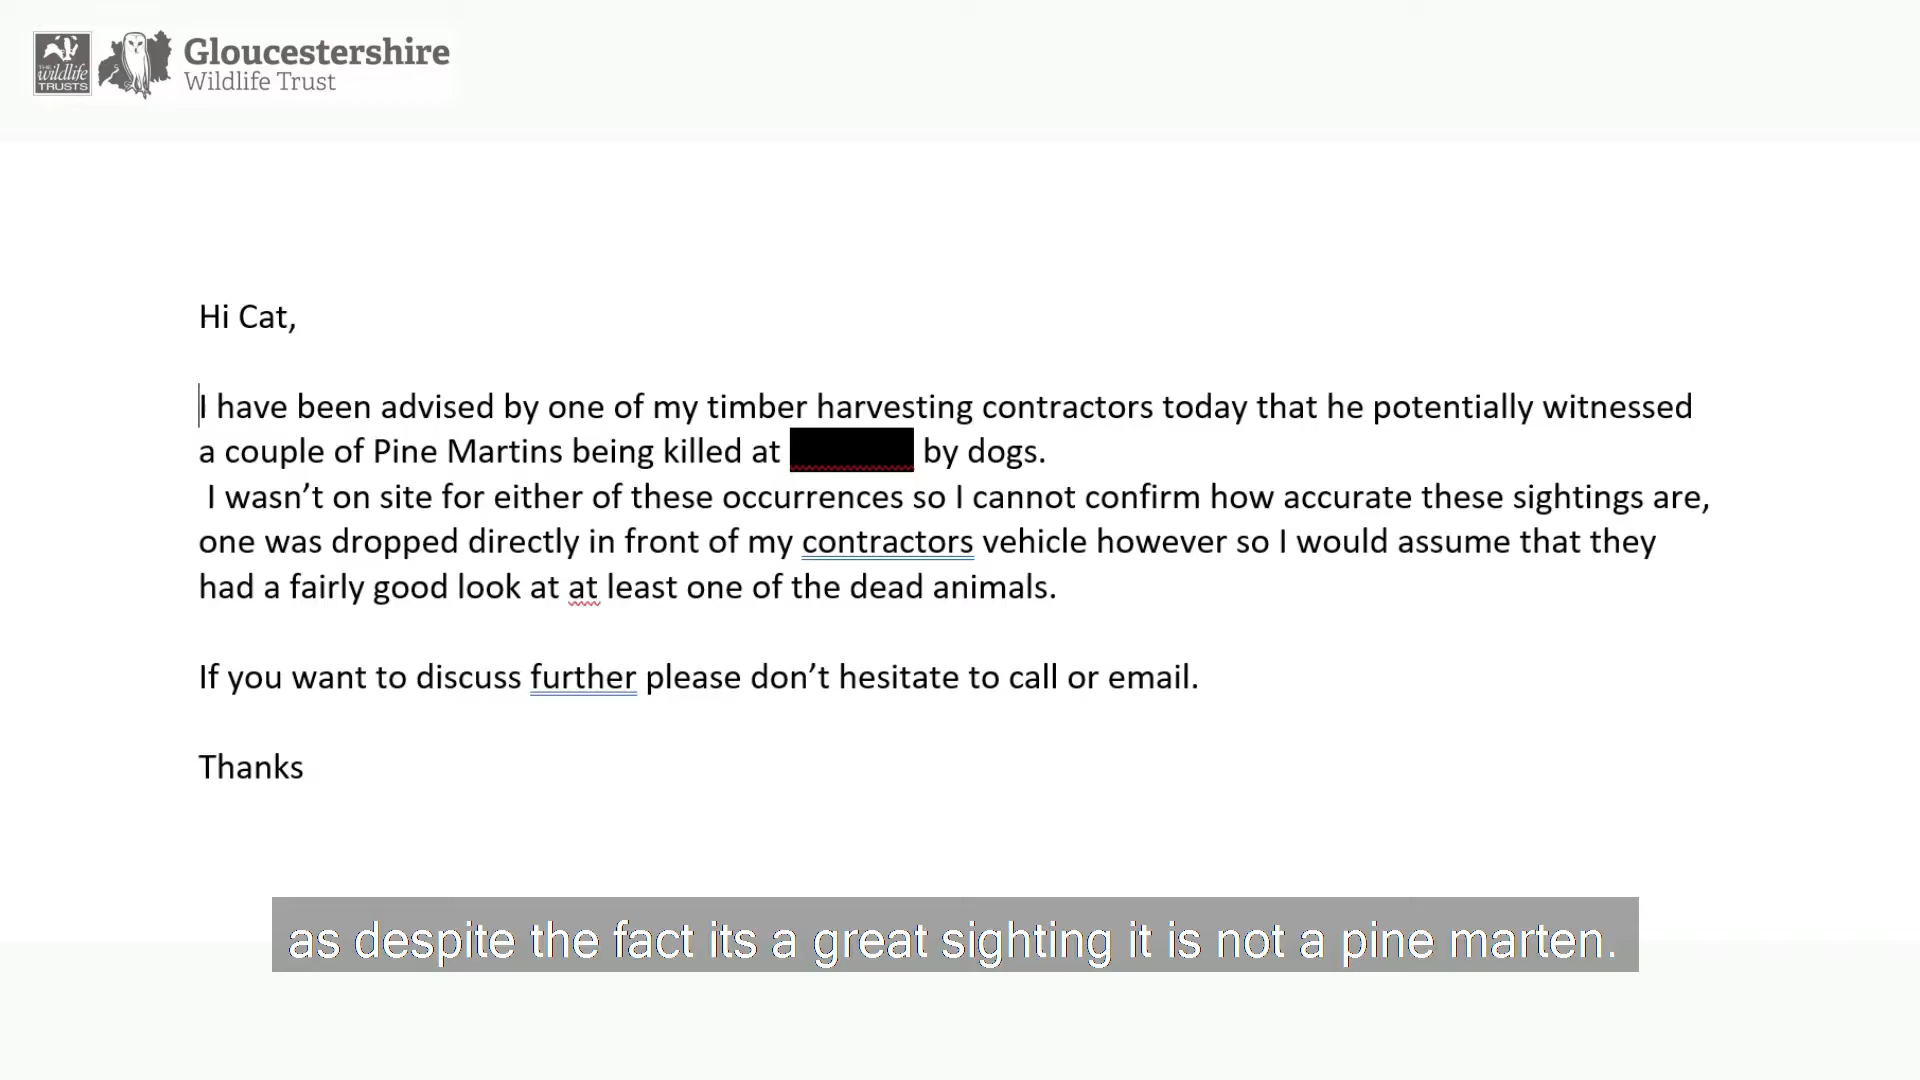 the
wildlife
TRUSTS
Gloucestershire
Wildlife Trust
Hi Cat,
I have been advised by one of my timber harvesting contractors today that he potentially witnessed
a couple of Pine Martins being killed at by dogs.
I wasn’t on site for either of these occurrences so I cannot confirm how accurate these sightings are,
one was dropped directly in front of my contractors vehicle however so I would assume that they
had a fairly good look at at least one of the dead animals.
If you want to discuss further please don’t hesitate to call or email.
Thanks
as despite the fact its a great sighting it is not a pine marten.